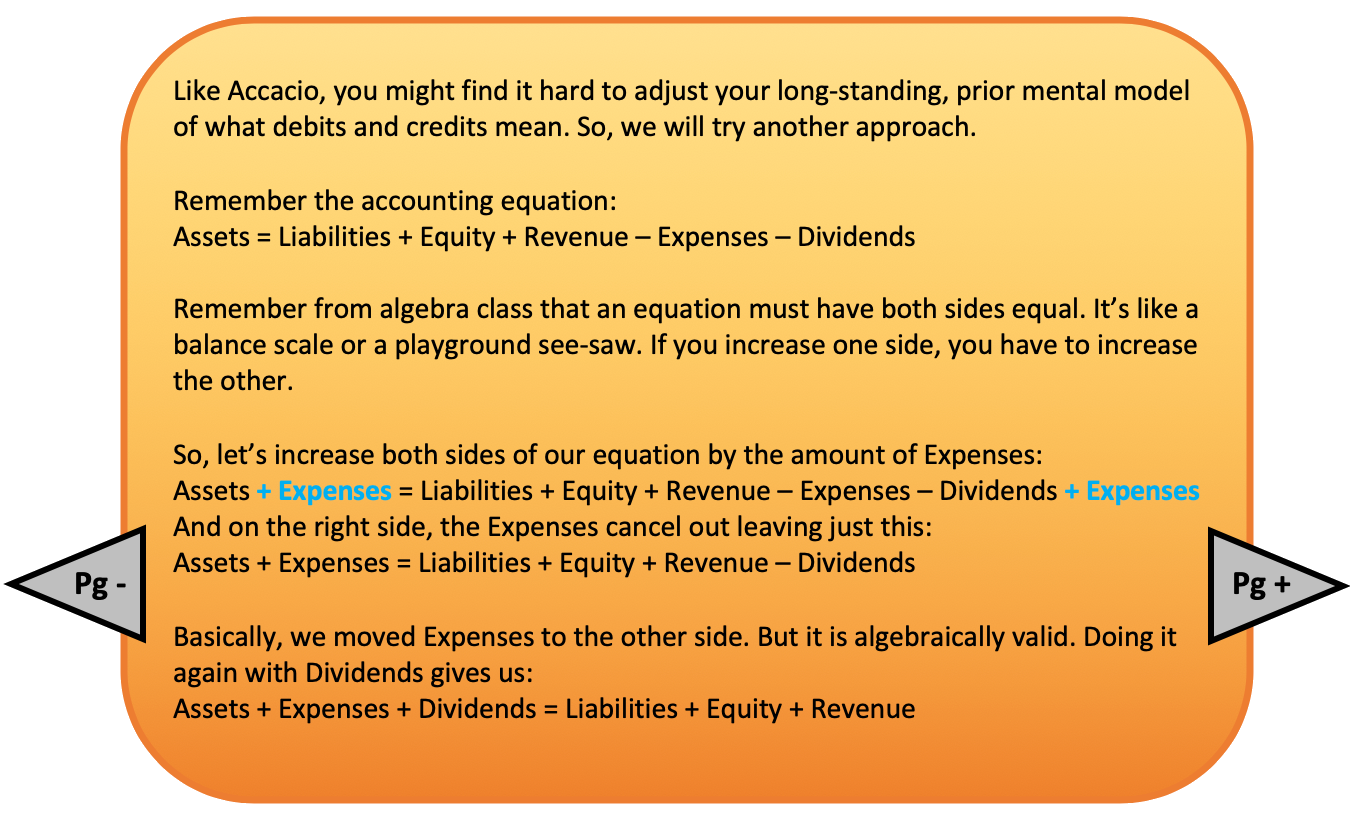 Like Accacio, you might find it hard to adjust your long-standing, prior mental model
of what debits and credits mean. So, we will try another approach.
Remember the accounting equation:
Assets = Liabilities + Equity + Revenue – Expenses – Dividends
Remember from algebra class that an equation must have both sides equal. It’s like a
balance scale or a playground see-saw. If you increase one side, you have to increase
the other.
So, let’s increase both sides of our equation by the amount of Expenses:
Assets + Expenses = Liabilities + Equity + Revenue – Expenses – Dividends + Expenses
And on the right side, the Expenses cancel out leaving just this:
Assets + Expenses = Liabilities + Equity + Revenue – Dividends
Basically, we moved Expenses to the other side. But it is algebraically valid. Doing it
again with Dividends gives us:
Assets + Expenses + Dividends = Liabilities + Equity + Revenue
Pg -
Pg +